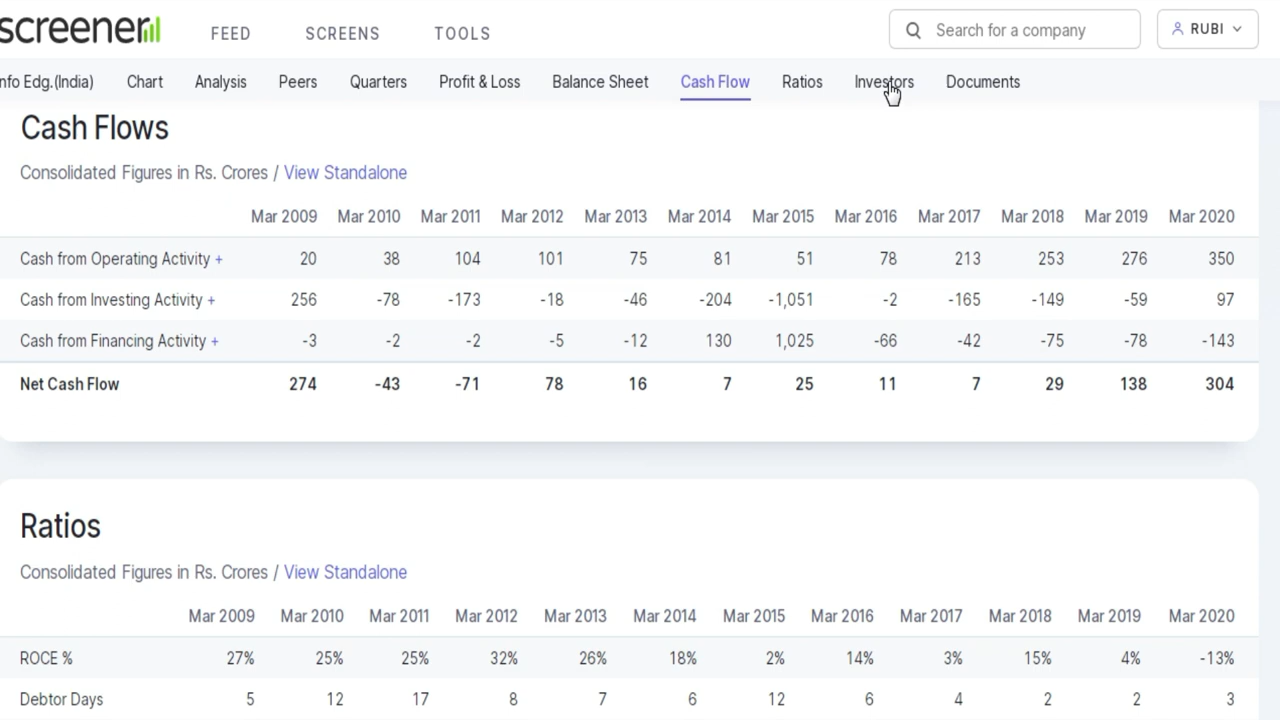 screener FEED SCREENS TOOLS Search for a company RUBI
nfo Edg.(India) Chart Analysis Peers Quarters Profit & Loss Balance Sheet Cash Flow Ratios Investors Documents
Cash Flows
Consolidated Figures in Rs. Crores / View Standalone
Mar 2009 Mar 2010 Mar 2011 Mar 2012 Mar 2013 Mar 2014 Mar 2015 Mar 2016 Mar 2017 Mar 2018 Mar 2019 Mar 2020
Cash from Operating Activity + 20 38 104 101 75 81 51 78 213 253 276 350
Cash from Investing Activity + 256 -78 -173 -18 -46 -204 -1,051 -2 -165 -149 -59 97
Cash from Financing Activity + -3 -2 -2 -5 -12 130 1,025 -66 -42 -75 -78 -143
Net Cash Flow 274 -43 -71 78 16 7 25 11 7 29 138 304
Ratios
Consolidated Figures in Rs. Crores / View Standalone
Mar 2009 Mar 2010 Mar 2011 Mar 2012 Mar 2013 Mar 2014 Mar 2015 Mar 2016 Mar 2017 Mar 2018 Mar 2019 Mar 2020
ROCE % 27% 25% 25% 32% 26% 18% 2% 14% 3% 15% 4% -13%
Debtor Days 5 12 17 8 7 6 12 6 4 2 2 3